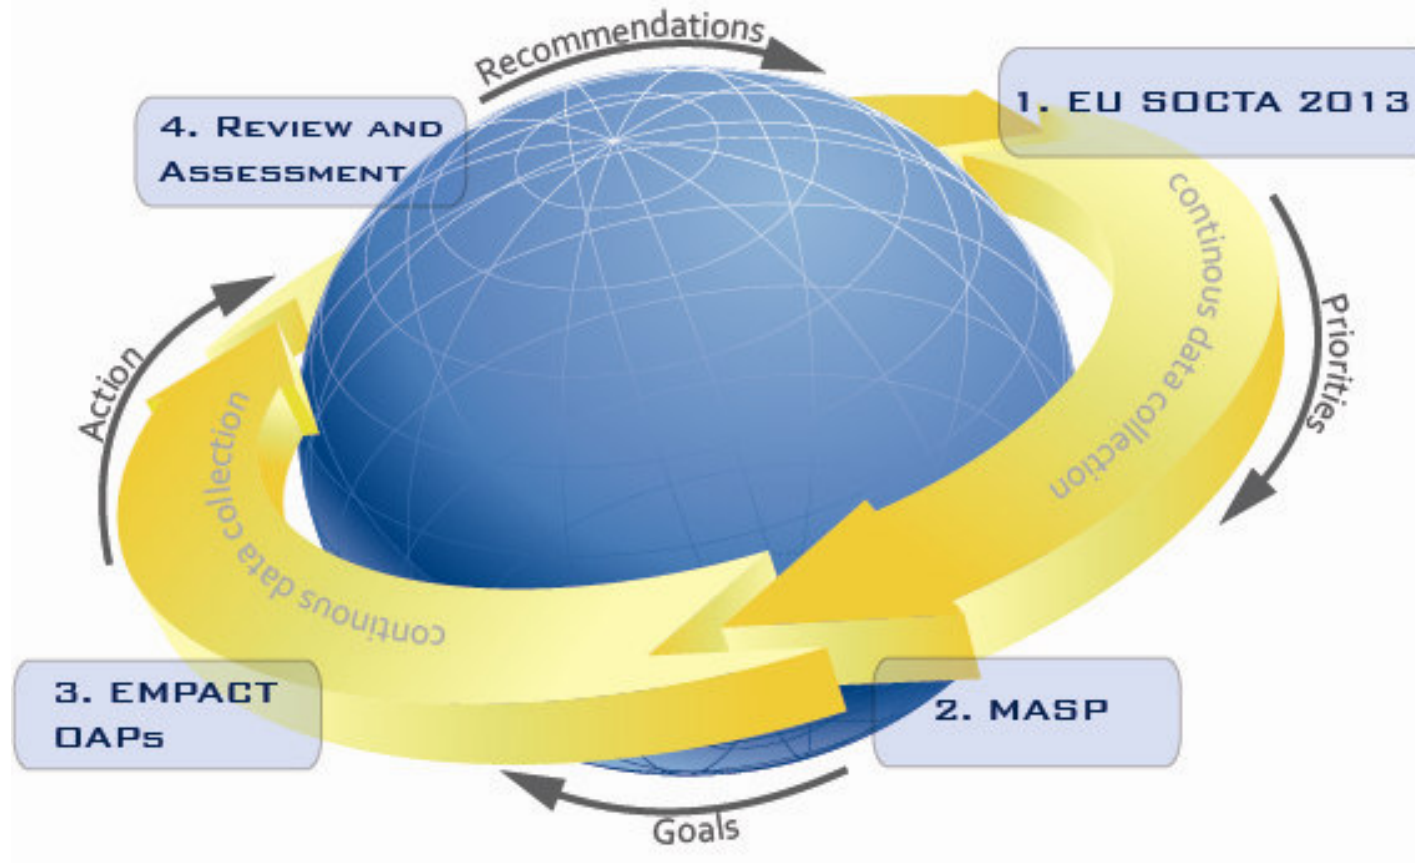 Recommendations
1. EU SOCTA 2013
4. REVIEW AND
ASSESSMENT
continous data collection
Priorities
Action
continous data collection
3. EMPACT
OAPs
2. MASP
Goals